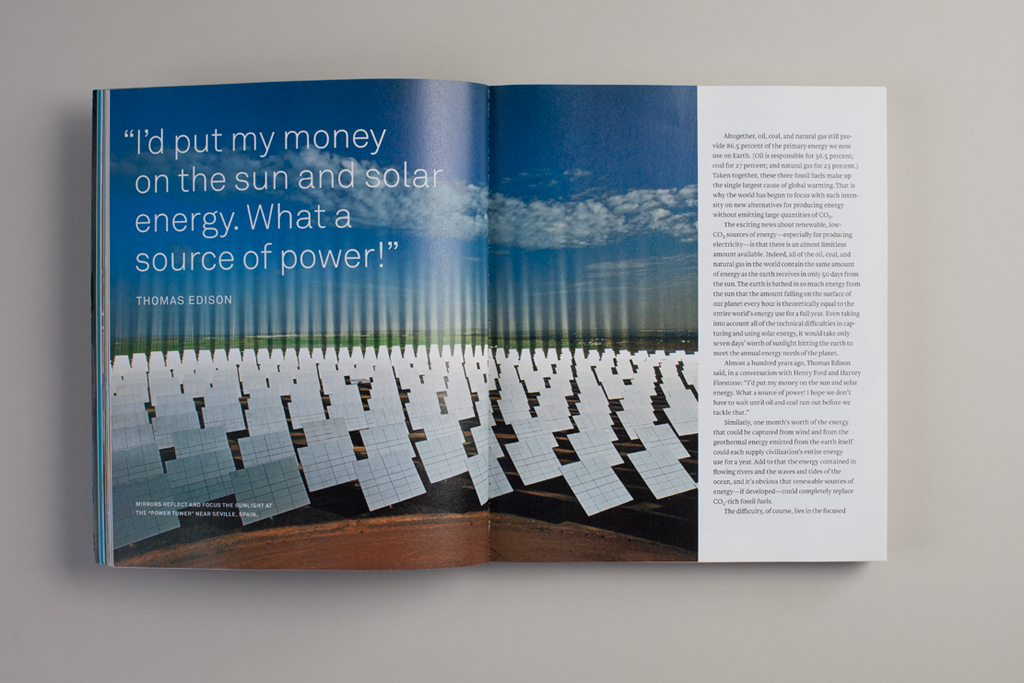 “I’d put my money
on the sun and solar
energy. What a
source of power!”
THOMAS EDISON
MIRRORS REFLECT AND FOCUS THE SUNLIGHT AT
THE “POWER TOWER” NEAR SEVILLE, SPAIN.
Altogether, oil, coal, and natural gas still pro-
vide 86.5 percent of the primary energy we now
use on Earth. (Oil is responsible for 36.5 percent;
coal for 27 percent; and natural gas for 23 percent.)
Taken together, these three fossil fuels make up
the single largest cause of global warming. That is
why the world has begun to focus with such inten-
sity on new alternatives for producing energy
without emitting large quantities of CO₂.
The exciting news about renewable, low-
CO₂ sources of energy—especially for producing
electricity—is that there is an almost limitless
amount available. Indeed, all of the oil, coal, and
natural gas in the world contain the same amount
of energy as the earth receives in only 50 days from
the sun. The earth is bathed in so much energy from
the sun that the amount falling on the surface of
our planet every hour is theoretically equal to the
entire world’s energy use for a full year. Even taking
into account all of the technical difficulties in cap-
turing and using solar energy, it would take only
seven days’ worth of sunlight hitting the earth to
meet the annual energy needs of the planet.
Almost a hundred years ago, Thomas Edison
said, in a conversation with Henry Ford and Harvey
Firestone: “I’d put my money on the sun and solar
energy. What a source of power! I hope we don’t
have to wait until oil and coal run out before we
tackle that.”
Similarly, one month’s worth of the energy
that could be captured from wind and from the
geothermal energy emitted from the earth itself
could each supply civilization’s entire energy
use for a year. Add to that the energy contained in
flowing rivers and the waves and tides of the
ocean, and it’s obvious that renewable sources of
energy—if developed—could completely replace
CO₂-rich fossil fuels.
The difficulty, of course, lies in the focused